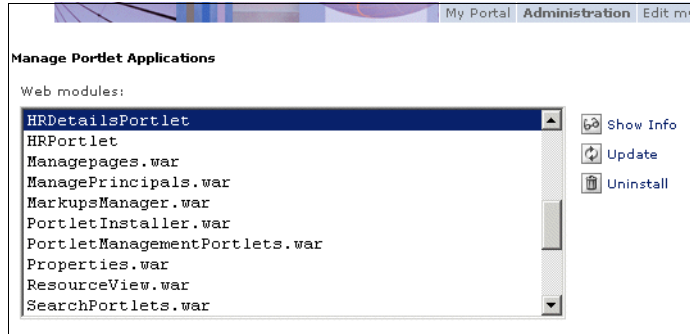 My Portal Administration Edit m
Manage Portlet Applications
Web modules:
HRDetailsPortlet
HRPortlet
Managepages.war
ManagePrincipals.war
MarkupsManager.war
PortletInstaller.war
PortletManagementPortlets.war
Properties.war
ResourceView.war
SearchPortlets.war
Show Info
Update
Uninstall